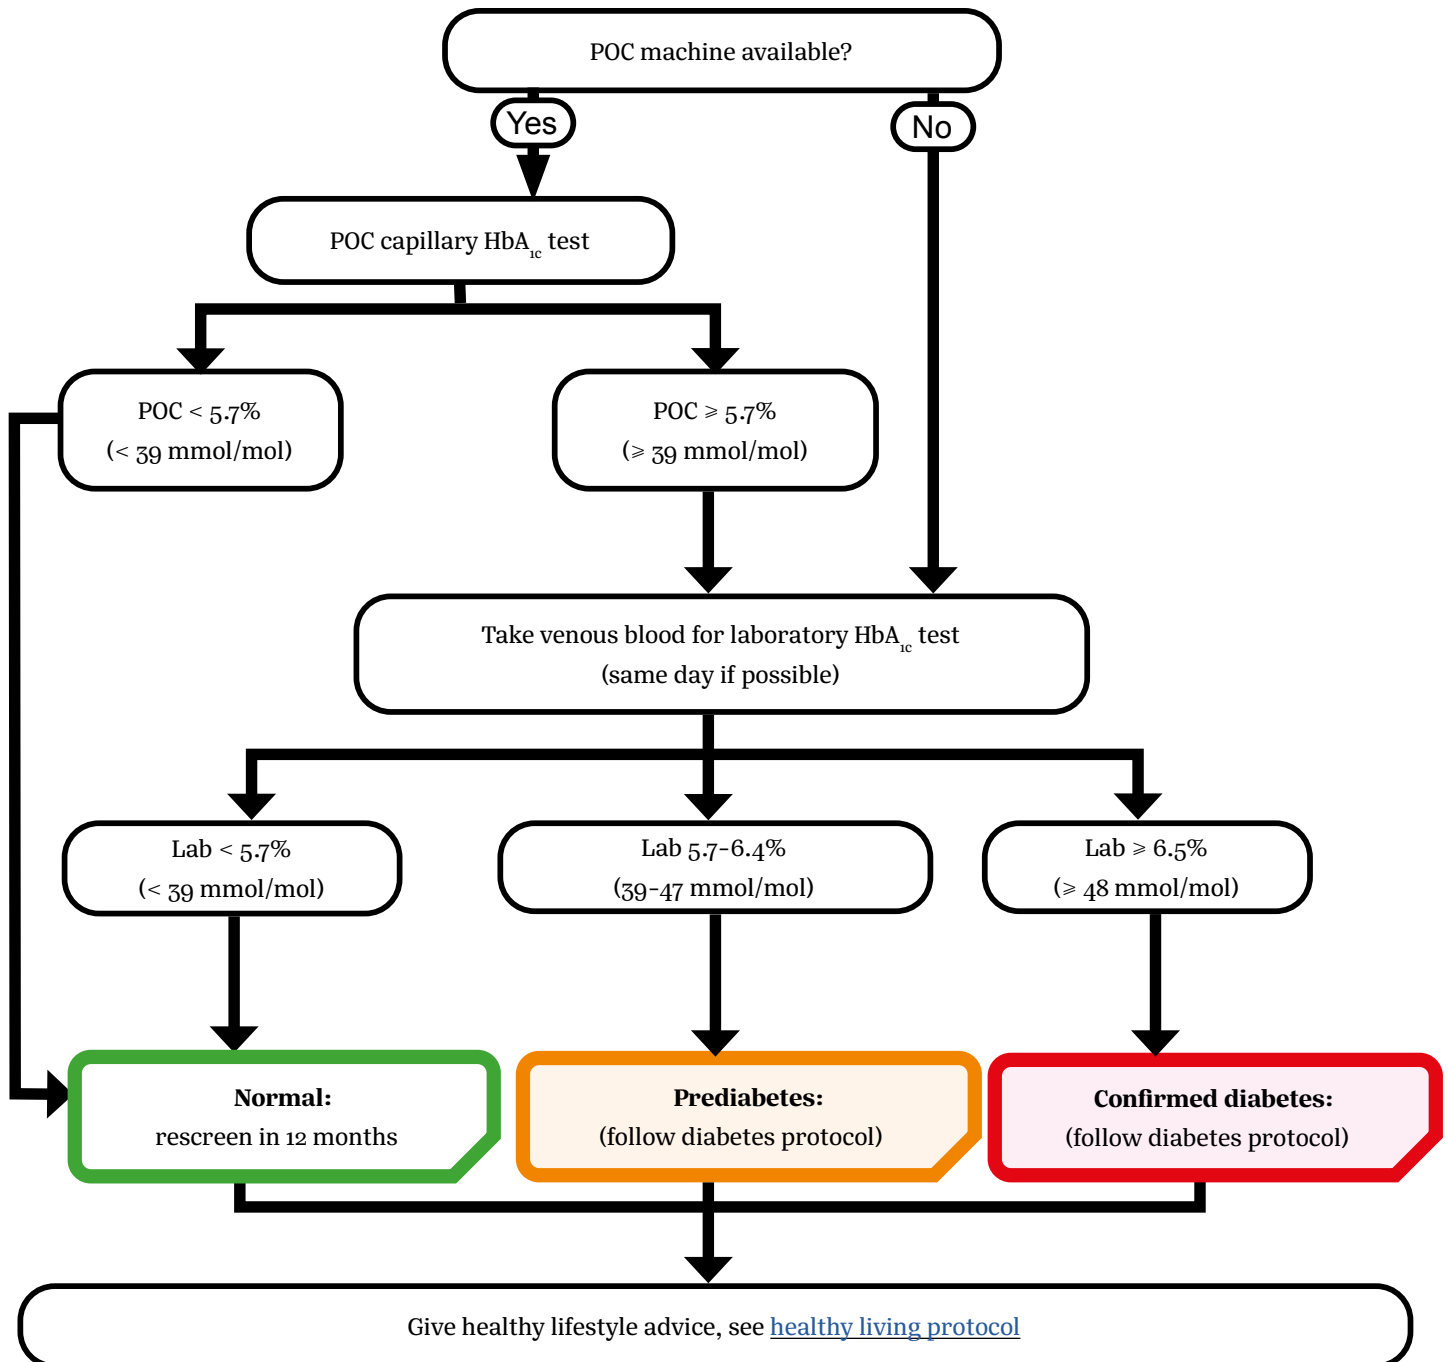 POC machine available?
Yes
No
POC capillary HbA1c test
POC < 5.7%
(< 39 mmol/mol)
POC ≥ 5.7%
(≥ 39 mmol/mol)
Take venous blood for laboratory HbA1c test
(same day if possible)
Lab < 5.7%
(< 39 mmol/mol)
Lab 5.7-6.4%
(39-47 mmol/mol)
Lab ≥ 6.5%
(≥ 48 mmol/mol)
Normal:
rescreen in 12 months
Prediabetes:
(follow diabetes protocol)
Confirmed diabetes:
(follow diabetes protocol)
Give healthy lifestyle advice, see healthy living protocol